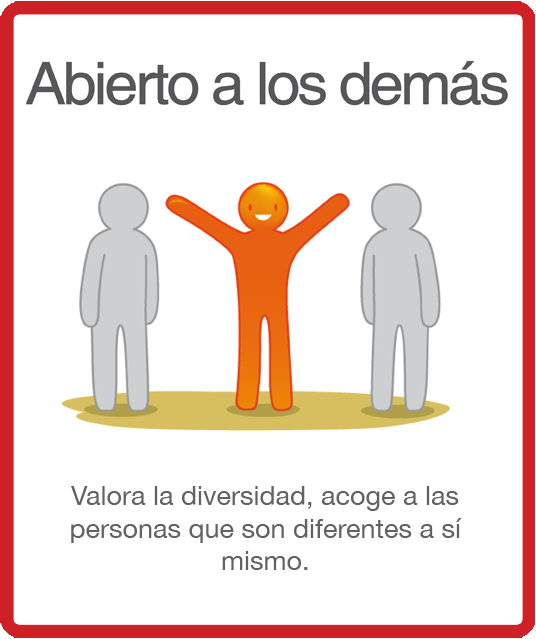 Abierto a los demás
Valora la diversidad, acoge a las
personas que son diferentes a sí
mismo.